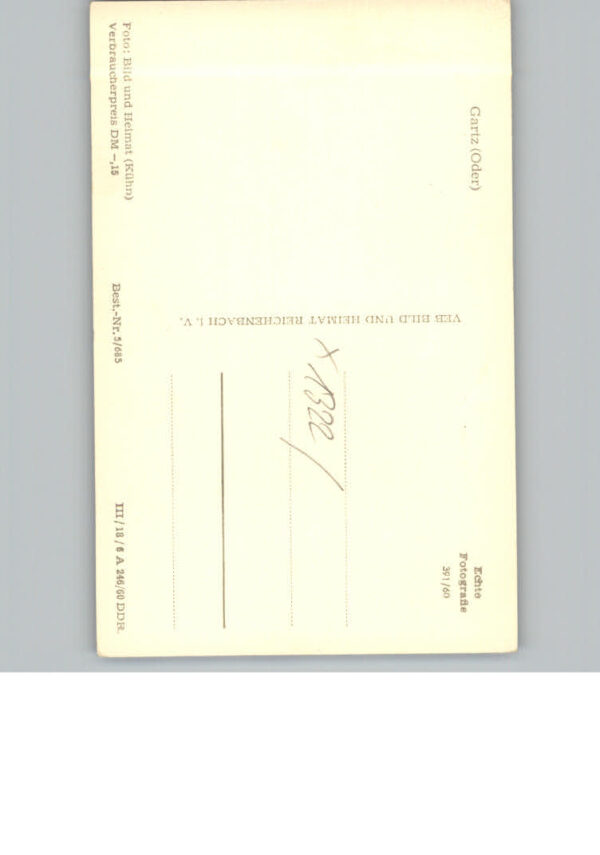 Gartz (Oder)
Echte
Fotografie
391/60
VEB BILD UND HEIMAT REICHENBACH I. V.
x 1322 /
Foto: Bild und Heimat (Kühn)
Verbraucherpreis DM –,15
Best.-Nr. 5/685
III/18/6 A 246/60 DDR